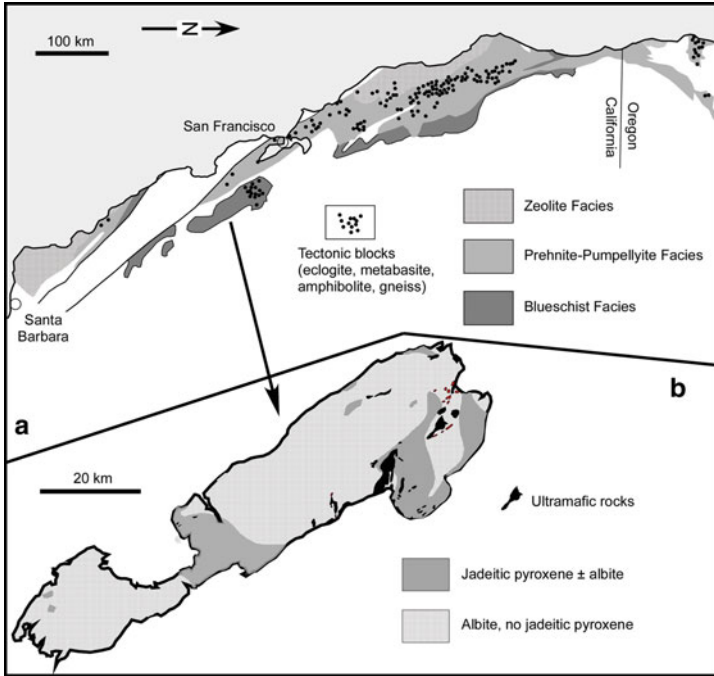 100 km
N
San Francisco
Oregon
California
Zeolite Facies
Tectonic blocks
(eclogite, metabasite,
amphibolite, gneiss)
Prehnite-Pumpellyite Facies
Blueschist Facies
Santa
Barbara
a
b
20 km
Ultramafic rocks
Jadeitic pyroxene ± albite
Albite, no jadeitic pyroxene